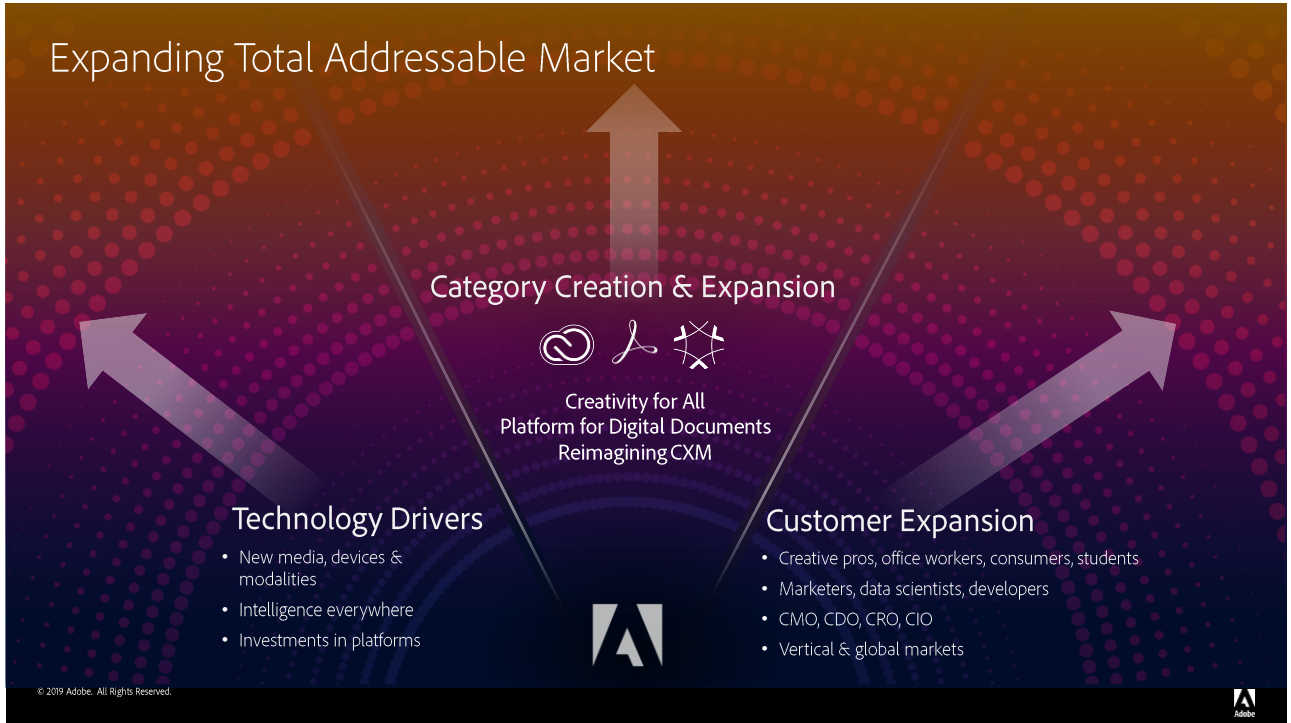 Expanding Total Addressable Market
Category Creation & Expansion
Creativity for All
Platform for Digital Documents
Reimagining CXM
Technology Drivers
• New media, devices &
modalities
• Intelligence everywhere
• Investments in platforms
Customer Expansion
• Creative pros, office workers, consumers, students
• Marketers, data scientists, developers
• CMO, CDO, CRO, CIO
• Vertical & global markets
© 2019 Adobe. All Rights Reserved.
Adobe